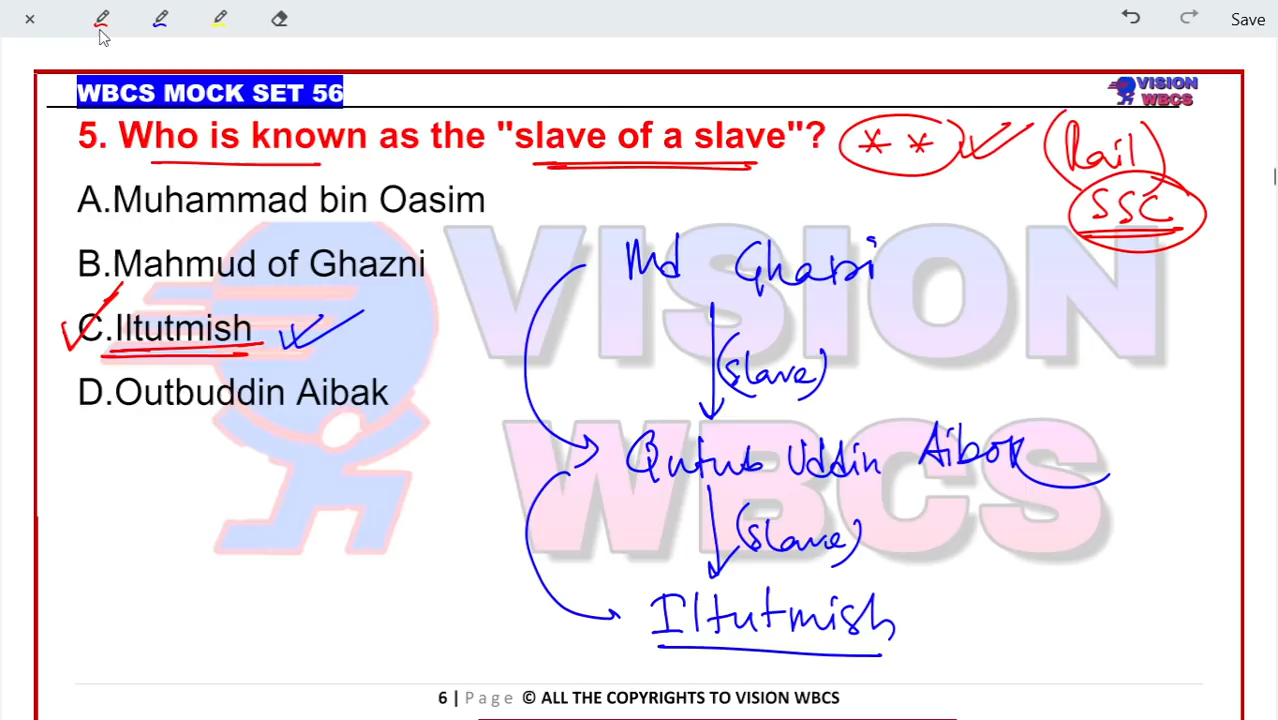 Save
WBCS MOCK SET 56
VISION
WBCS
5. Who is known as the "slave of a slave"?
(Rail)
SSC
A.Muhammad bin Oasim
B.Mahmud of Ghazni
C.Iltutmish
D.Outbuddin Aibak
Md Ghari
(slave)
Qutub Uddin Aibok
(slave)
Iltutmish
VISION
WBCS
6 | Page © ALL THE COPYRIGHTS TO VISION WBCS